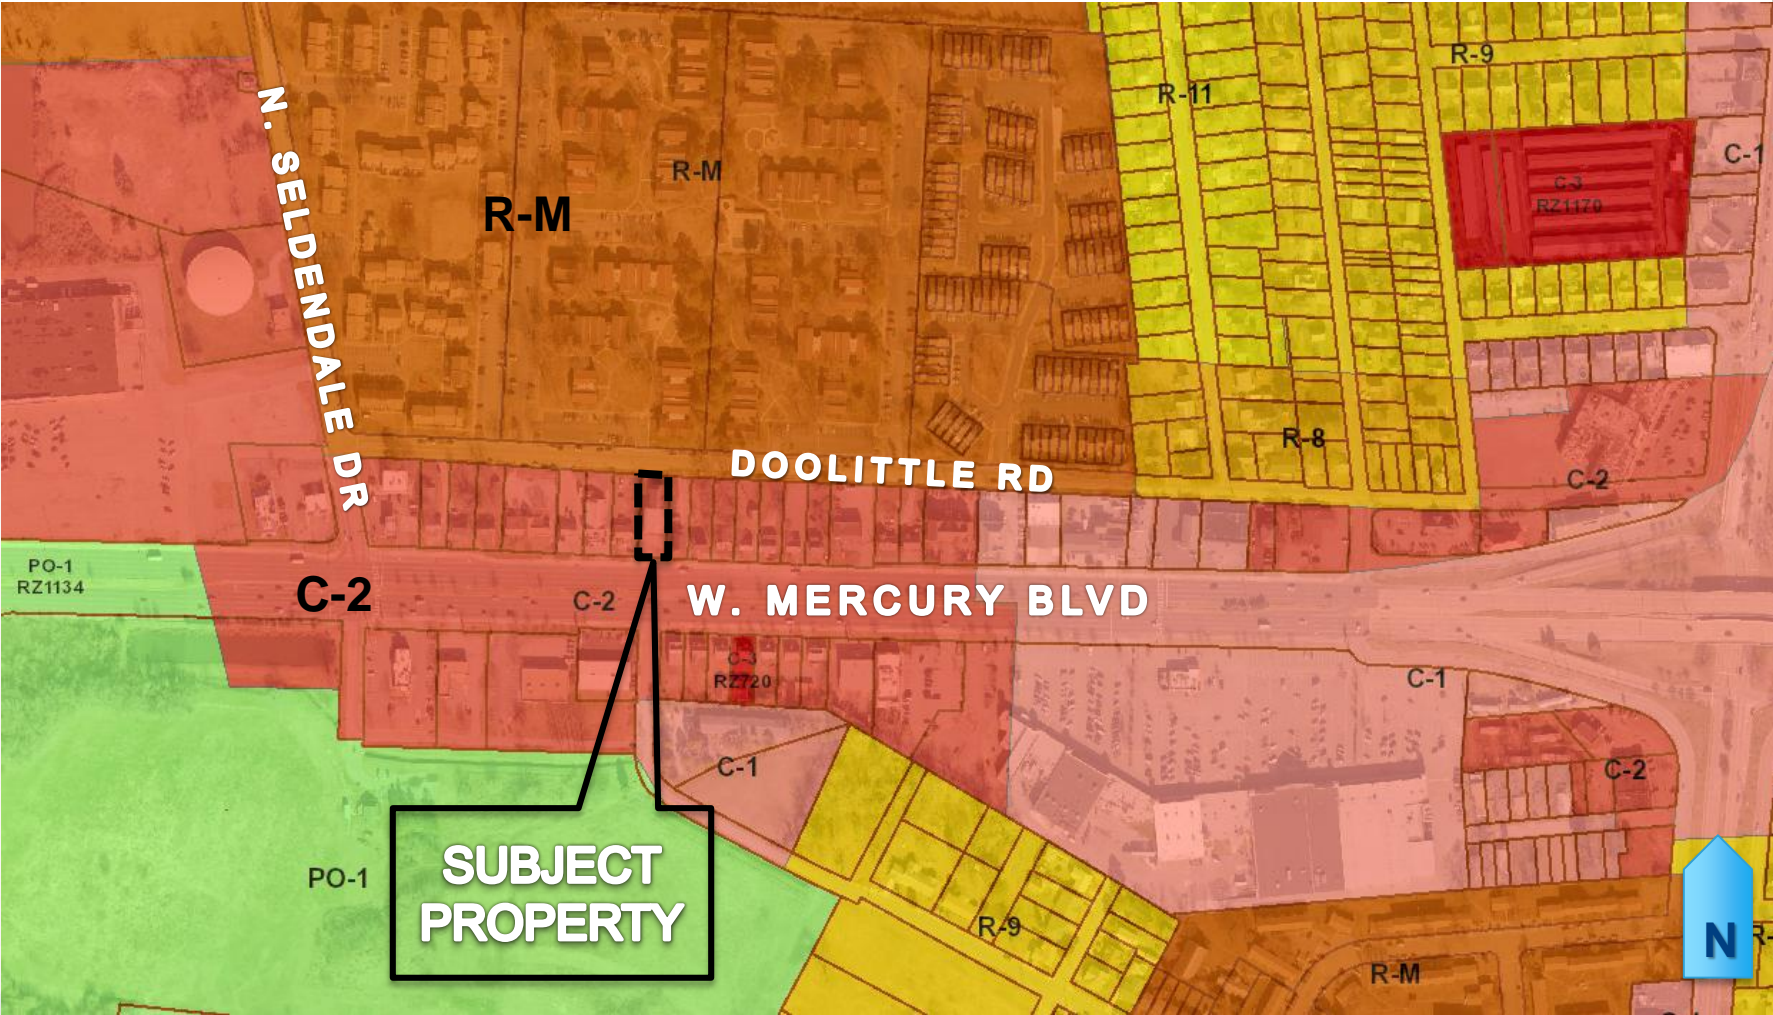 R-9
R-11
C-1
R-M
C-3
RZ1170
R-M
N. SELDENDALE DR
R-8
DOOLITTLE RD
C-2
PO-1
RZ1134
C-2
C-2
W. MERCURY BLVD
C-3
RZ720
C-1
C-1
C-2
SUBJECT
PROPERTY
PO-1
R-9
N
R-
R-M